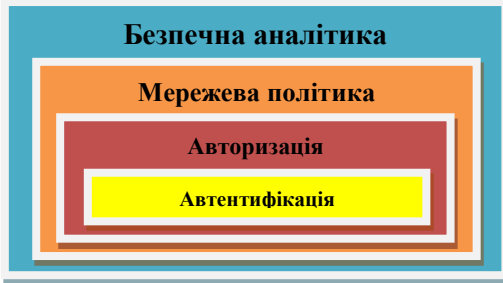 Безпечна аналітика
Мережева політика
Авторизація
Автентифікація